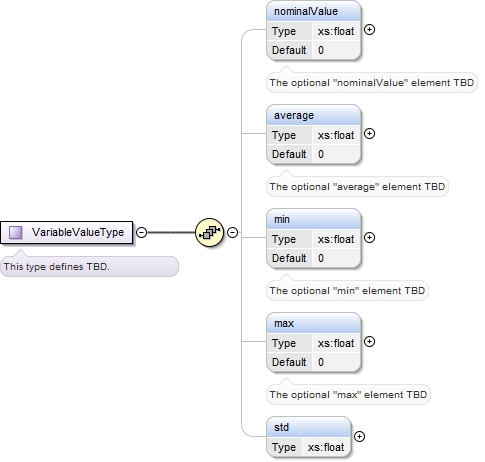 nominalValue
Type xs:float
Default 0
The optional "nominalValue" element TBD
average
Type xs:float
Default 0
The optional "average" element TBD
min
Type xs:float
Default 0
The optional "min" element TBD
VariableValueType
This type defines TBD.
max
Type xs:float
Default 0
The optional "max" element TBD
std
Type xs:float